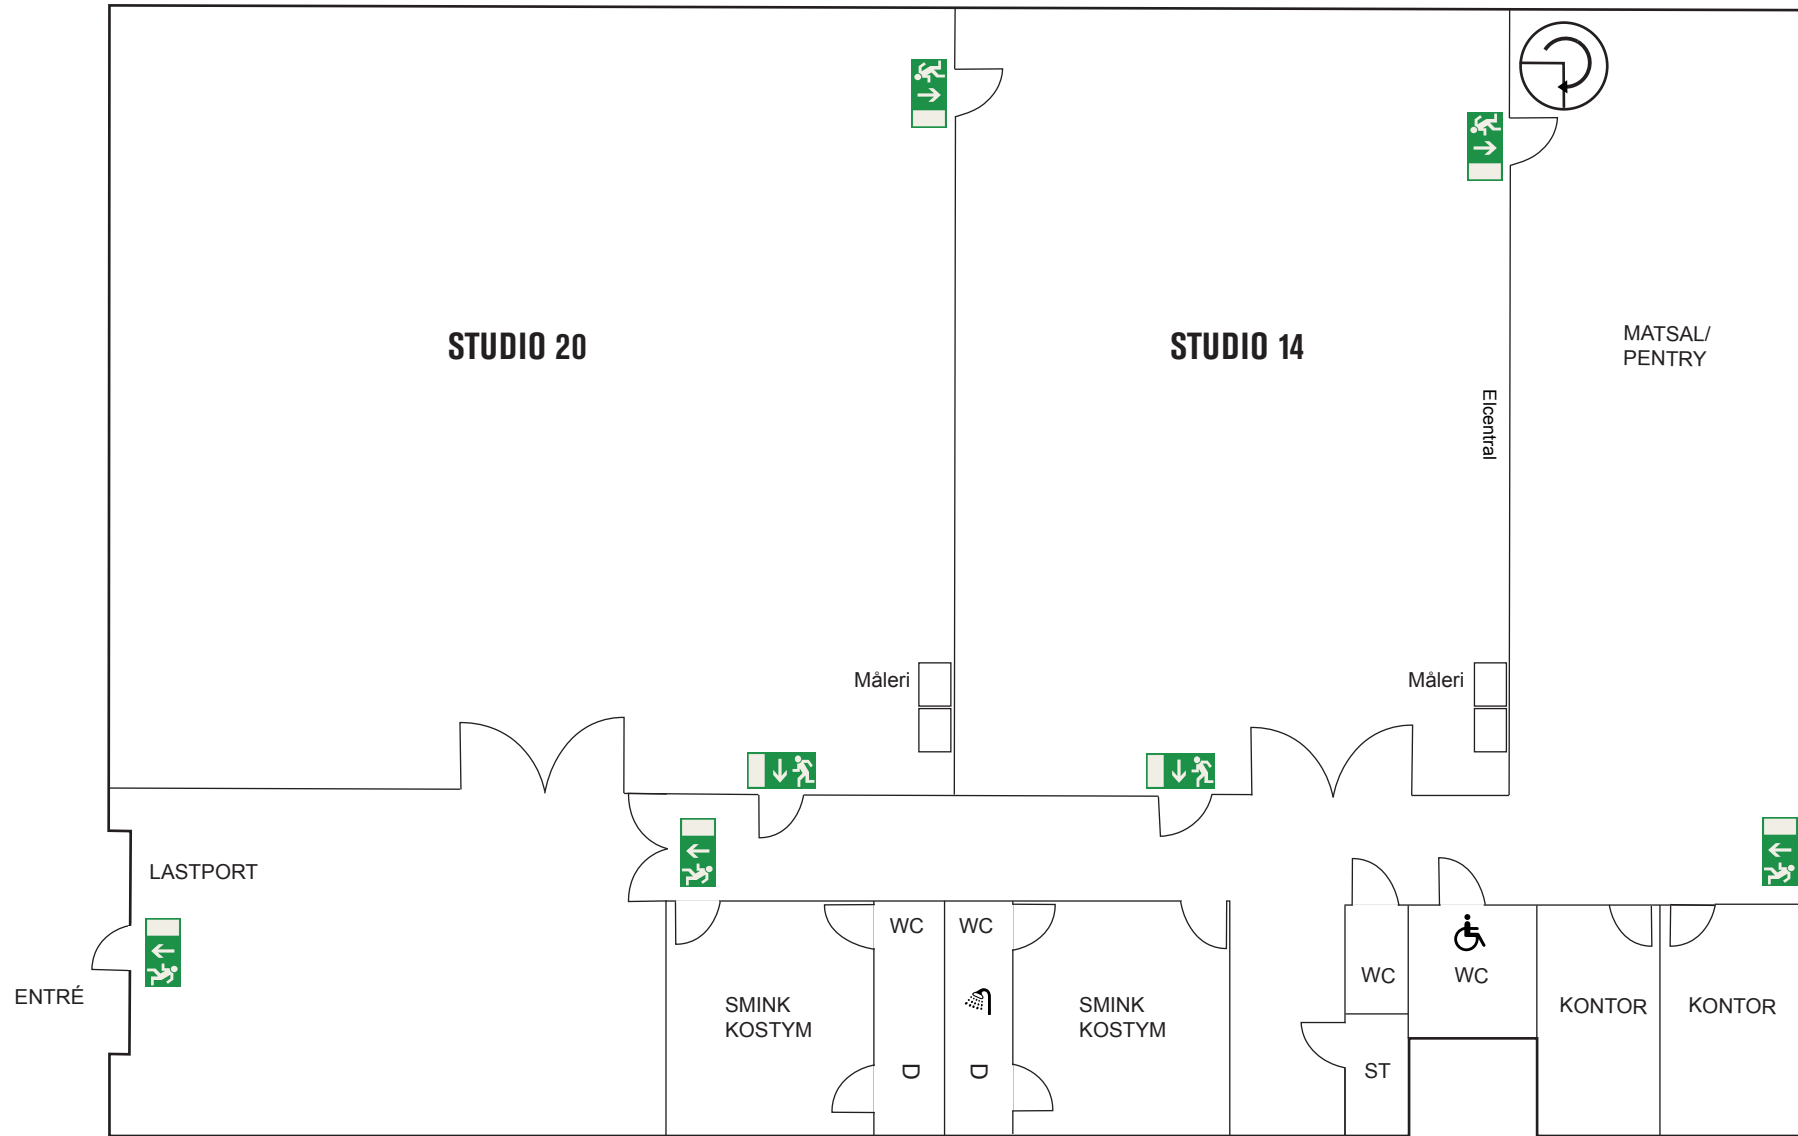 STUDIO 20
STUDIO 14
MATSAL/
PENTRY
Elcentral
Måleri
Måleri
LASTPORT
ENTRÉ
WC
WC
SMINK
KOSTYM
SMINK
KOSTYM
D
D
WC
WC
ST
KONTOR
KONTOR